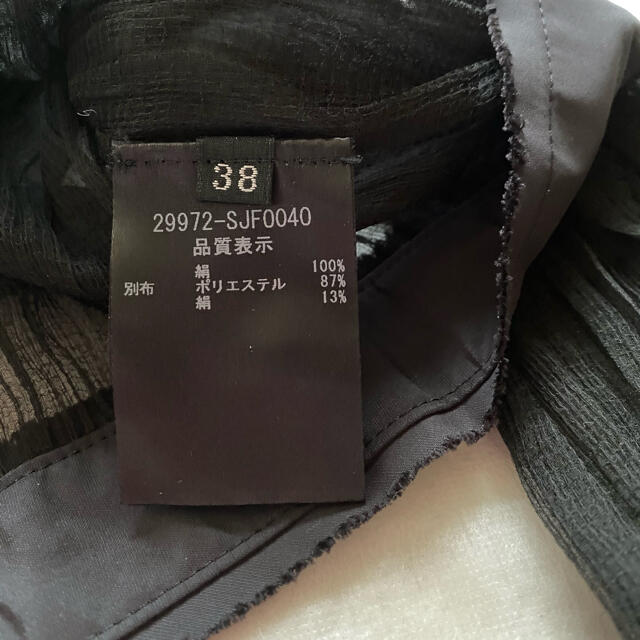 38
29972-SJF0040
品質表示
絹 100%
別布 ポリエステル 87%
絹 13%